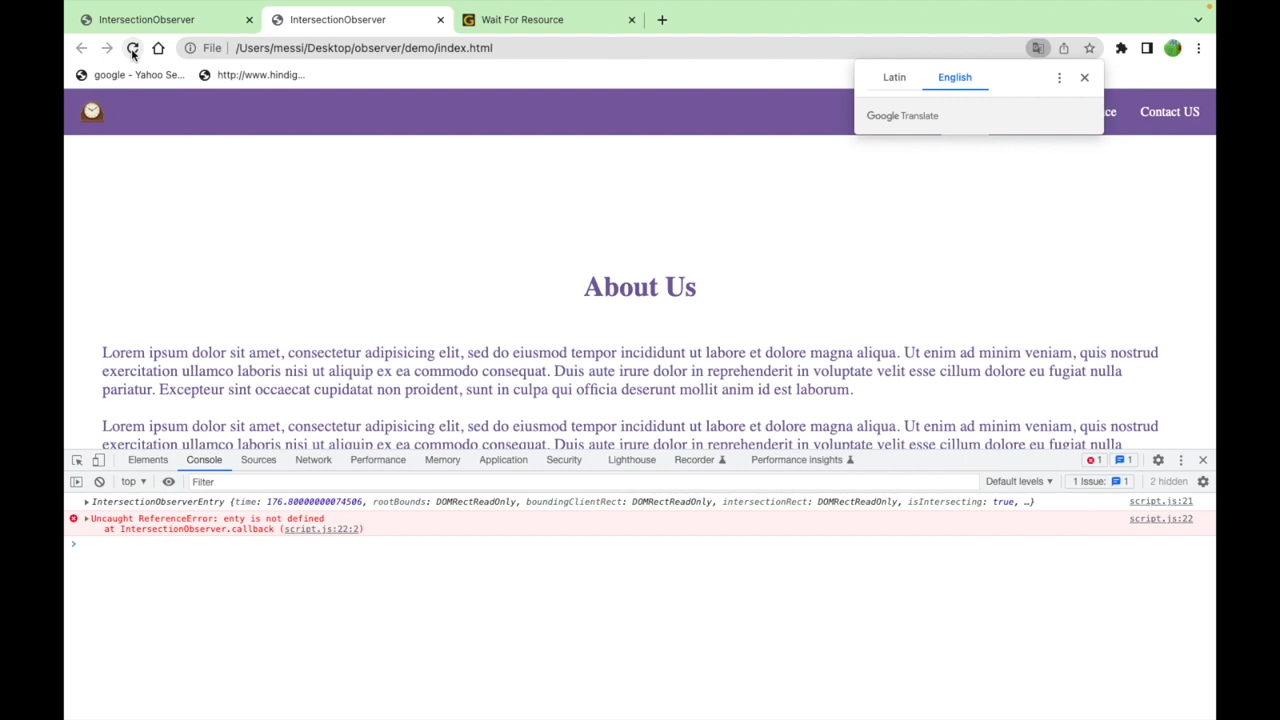 IntersectionObserver
IntersectionObserver
Wait For Resource
File
/Users/messi/Desktop/observer/demo/index.html
google - Yahoo Se...
http://www.hindig...
Latin
English
Google Translate
Contact US
About Us
Lorem ipsum dolor sit amet, consectetur adipisicing elit, sed do eiusmod tempor incididunt ut labore et dolore magna aliqua. Ut enim ad minim veniam, quis nostrud
exercitation ullamco laboris nisi ut aliquip ex ea commodo consequat. Duis aute irure dolor in reprehenderit in voluptate velit esse cillum dolore eu fugiat nulla
pariatur. Excepteur sint occaecat cupidatat non proident, sunt in culpa qui officia deserunt mollit anim id est laborum.
Lorem ipsum dolor sit amet, consectetur adipisicing elit, sed do eiusmod tempor incididunt ut labore et dolore magna aliqua. Ut enim ad minim veniam, quis nostrud
exercitation ullamco laboris nisi ut aliquip ex ea commodo consequat. Duis aute irure dolor in reprehenderit in voluptate velit esse cillum dolore eu fugiat nulla
Elements Console Sources Network Performance Memory Application Security Lighthouse Recorder Performance insights 1 1
top Filter Default levels 1 Issue: 1 2 hidden
IntersectionObserverEntry {time: 176.80000000074506, rootBounds: DOMRectReadOnly, boundingClientRect: DOMRectReadOnly, intersectionRect: DOMRectReadOnly, isIntersecting: true, …} script.js:21
Uncaught ReferenceError: enty is not defined script.js:22
at IntersectionObserver.callback (script.js:22:2)